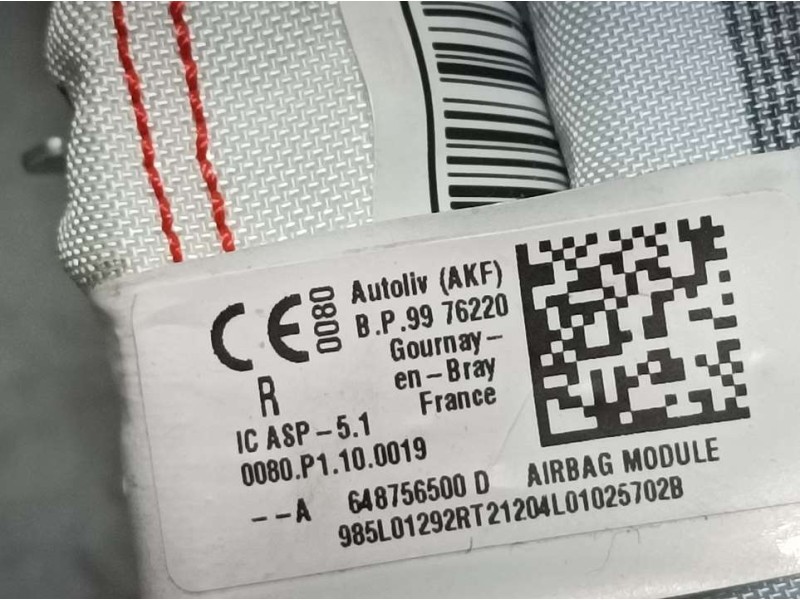 CE 0080
R
Autoliv (AKF)
B.P.99 76220
Gournay-
en-Bray
France
IC ASP-5.1
0080.P1.10.0019
--A 648756500 D AIRBAG MODULE
985L01292RT21204L01025702B